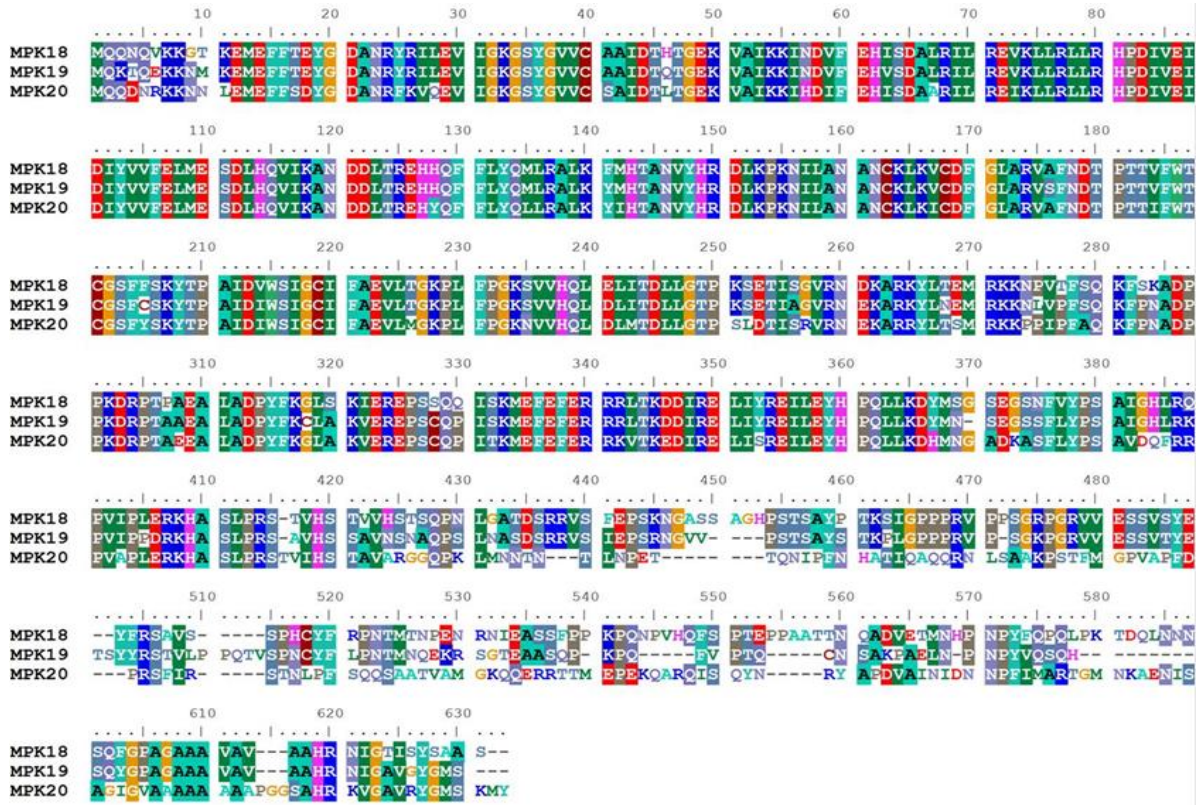 10 20 30 40 50 60 70 80
MPK18 MQQNQVKKGT KEMEFFTEYG DANRYRILEV IGKGSYGVVC AAIDTHTGEK VAIKKINDVF EHISDALRIL REVKLLRLLR HPDIVEI
MPK19 MQKTQEKKNM KEMEFFTEYG DANRYRILEV IGKGSYGVVC AAIDTQTGEK VAIKKINDVF EHVSDALRIL REVKLLRLLR HPDIVEI
MPK20 MQQDNRKKNN LEMEFFSDYG DANRFKVQEV IGKGSYGVVC SAIDTLTGEK VAIKKIHDIF EHISDAARIL REIKLLRLLR HPDIVEI
110 120 130 140 150 160 170 180
MPK18 DIYVVFELME SDLHQVIKAN DDLTREHHQF FLYQMLRALK FMHTANVYHR DLKPKNILAN ANCKLKVCDF GLARVAFNDT PTTVFWT
MPK19 DIYVVFELME SDLHQVIKAN DDLTREHHQF FLYQMLRALK YMHTANVYHR DLKPKNILAN ANCKLKVCDF GLARVSFNDT PTTVFWT
MPK20 DIYVVFELME SDLHQVIKAN DDLTREHYQF FLYQLLRALK YIHTANVYHR DLKPKNILAN ANCKLKICDF GLARVAFNDT PTTIFWT
210 220 230 240 250 260 270 280
MPK18 CGSFFSKYTP AIDVWSIGCI FAEVLTGKPL FPGKSVVHQL ELITDLLGTP KSETISGVRN DKARKYLTEM RKKNPVTFSQ KFSKADP
MPK19 CGSFCSKYTP AIDVWSIGCI FAEVLTGKPL FPGKSVVHQL ELITDLLGTP KSETIAGVRN DKARKYLNEM RKKNLVPFSQ KFPNADP
MPK20 CGSFYSKYTP AIDIWSIGCI FAEVLMGKPL FPGKNVVHQL DLMTDLLGTP SLDTISRVRN EKARRYLTSM RKKPPIPFAQ KFPNADP
310 320 330 340 350 360 370 380
MPK18 PKDRPTPAEA LADPYFKGLS KIEREPSSQQ ISKMEFEFER RRLTKDDIRE LIYREILEYH PQLLKDYMSG SEGSNFVYPS AIGHLRQ
MPK19 PKDRPTAAEA LADPYFKCLA KVEREPSCQP ISKMEFEFER RRLTKDDIRE LIYREILEYH PQLLKDYMN- SEGSSFLYPS AIGHLRK
MPK20 PKDRPTAEEA LADPYFKGLA KVEREPSCQP ITKMEFEFER RKVTKEDIRE LISREILEYH PQLLKDHMNG ADKASFLYPS AVDQFRR
410 420 430 440 450 460 470 480
MPK18 PVIPLERKHA SLPRS-TVHS TVVHSTSQPN LGATDSRRVS FEPSKNGASS AGHPSTSAYP TKSIGPPPRV PPSGRPGRVV ESSVSYE
MPK19 PVIPPDRKHA SLPRS-AVHS SAVNSNAQPS LNASDSRRVS IEPSRNGVV- ---PSTSAYS TKPLGPPPRV P-SGKPGRVV ESSVTYE
MPK20 PVAPLERKHA SLPRSTVIHS TAVARGGQPK LMNNTN---T LNPET----- ---TQNIPFN HATIQAQQRN LSAAKPSTFM GPVAPFD
510 520 530 540 550 560 570 580
MPK18 --YFRSAVS- ----SPHCYF RPNTMTNPEN RNIEASSFPP KPQNPVHQFS PTEPPAATTN QADVETMNHP NPYFQPQLPK TDQLNNN
MPK19 TSYYRSTVLP PQTVSPNCYF LPNTMNQEKR SGTEAASQP- KPQ-----FV PTQ-----CN SAKPAELN-P NPYVQSQH-- -------
MPK20 ---PRSFIR- ----STNLPF SQQSAATVAM GKQQERRTTM EPEKQARQIS QYN-----RY APDVAINIDN NPFIMARTGM NKAENIS
610 620 630
MPK18 SQFGPAGAAA VAV---AAHR NIGTISYSAA S--
MPK19 SQYGPAGAAA VAV---AAHR NIGAVGYGMS ---
MPK20 AGIGVAAAAA AAAPGGSAHR KVGAVRYGMS KMY